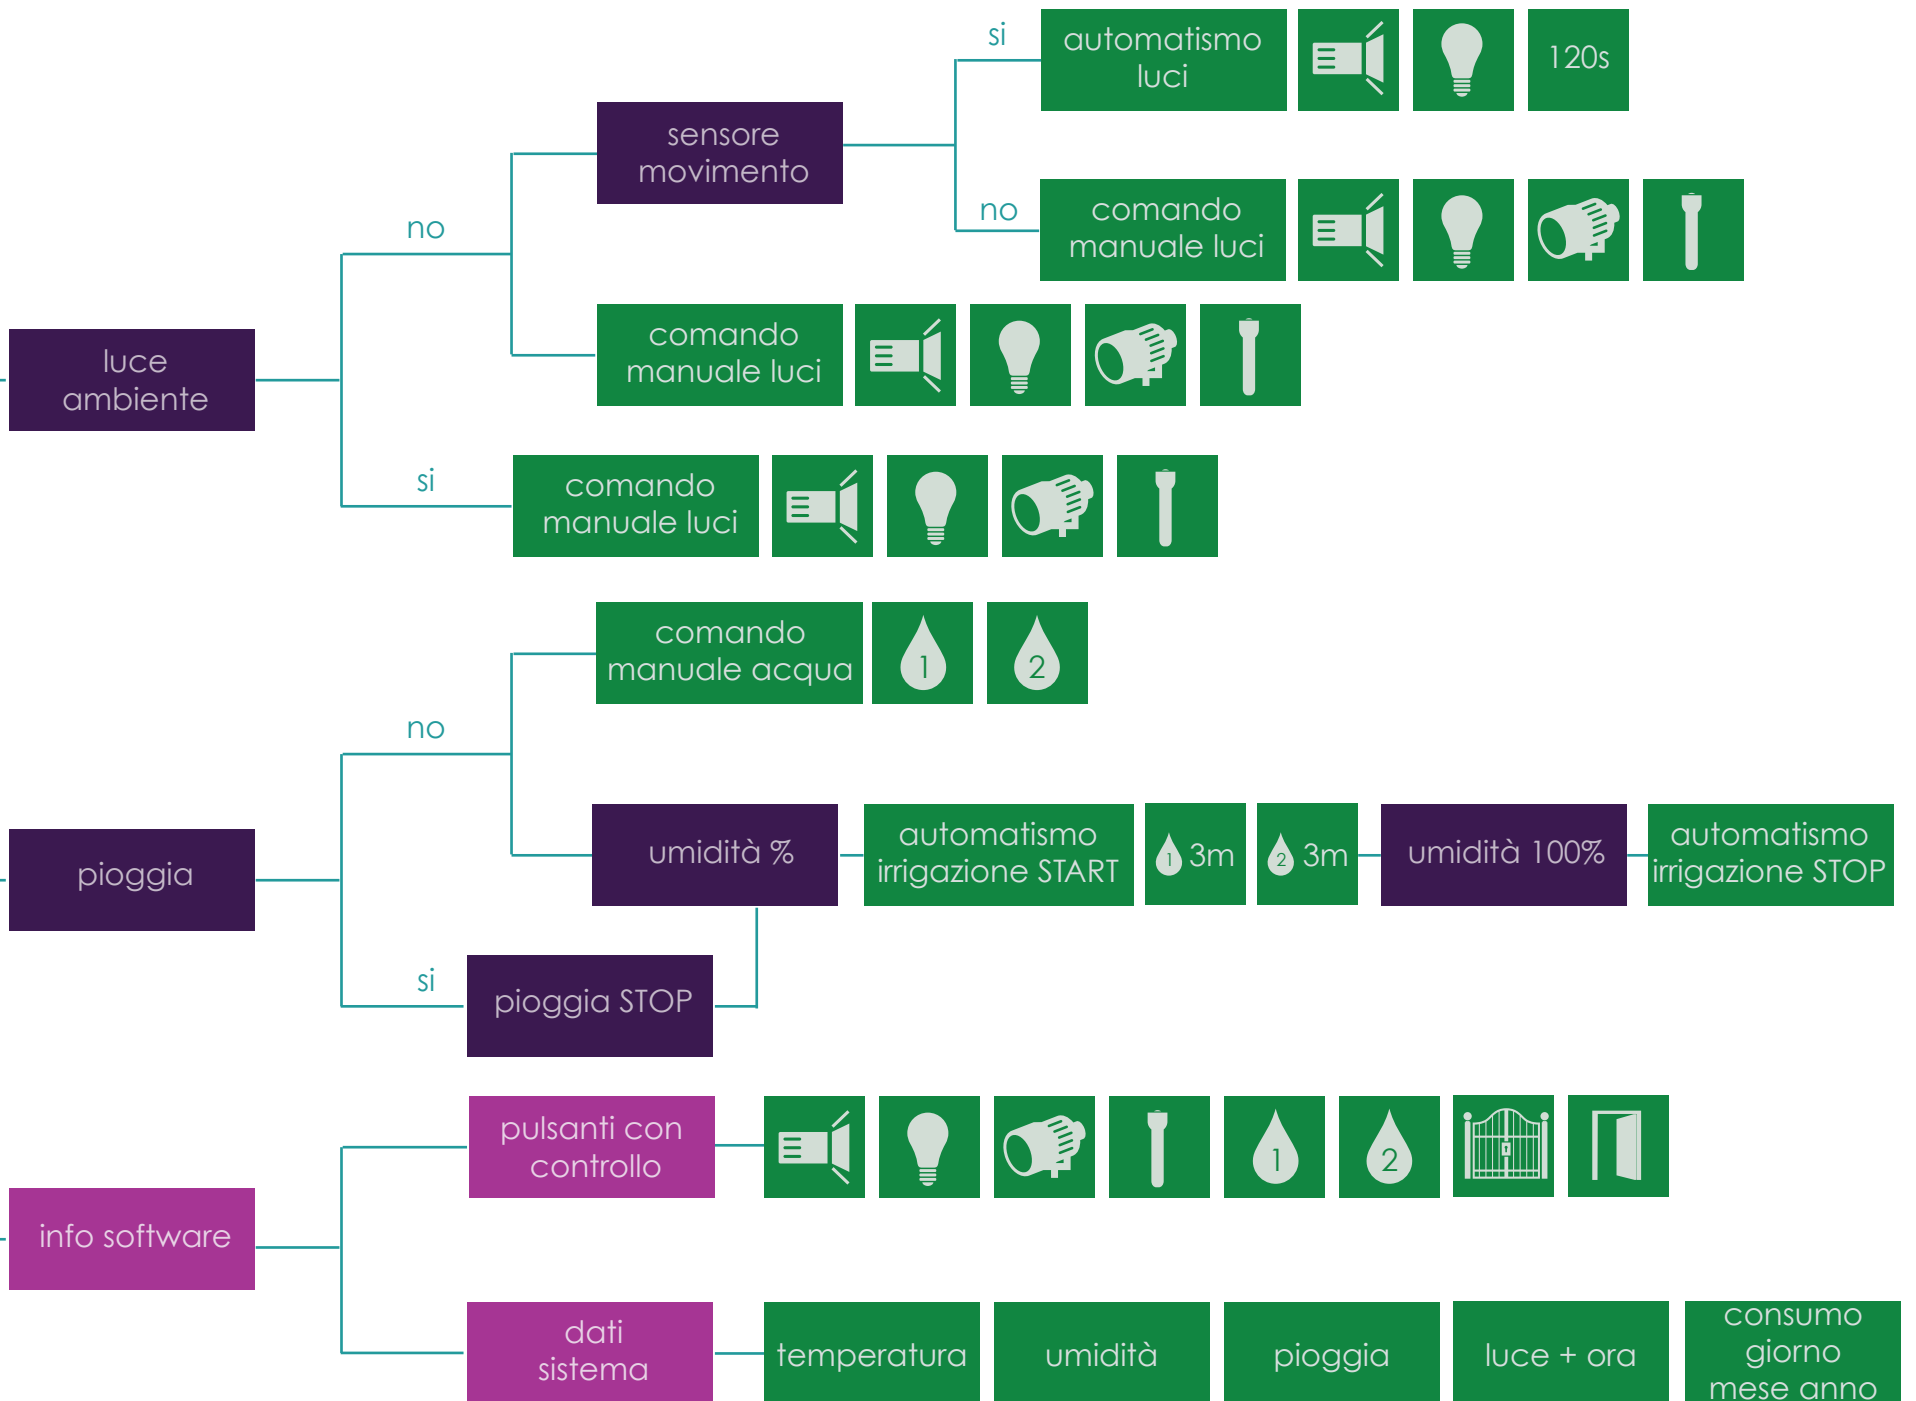 si
automatismo
luci
120s
sensore
movimento
no
comando
manuale luci
no
comando
manuale luci
luce
ambiente
si
comando
manuale luci
comando
manuale acqua
1
2
no
umidità %
automatismo
irrigazione START
1 3m
2 3m
umidità 100%
automatismo
irrigazione STOP
pioggia
si
pioggia STOP
pulsanti con
controllo
1
2
info software
dati
sistema
temperatura
umidità
pioggia
luce + ora
consumo
giorno
mese anno